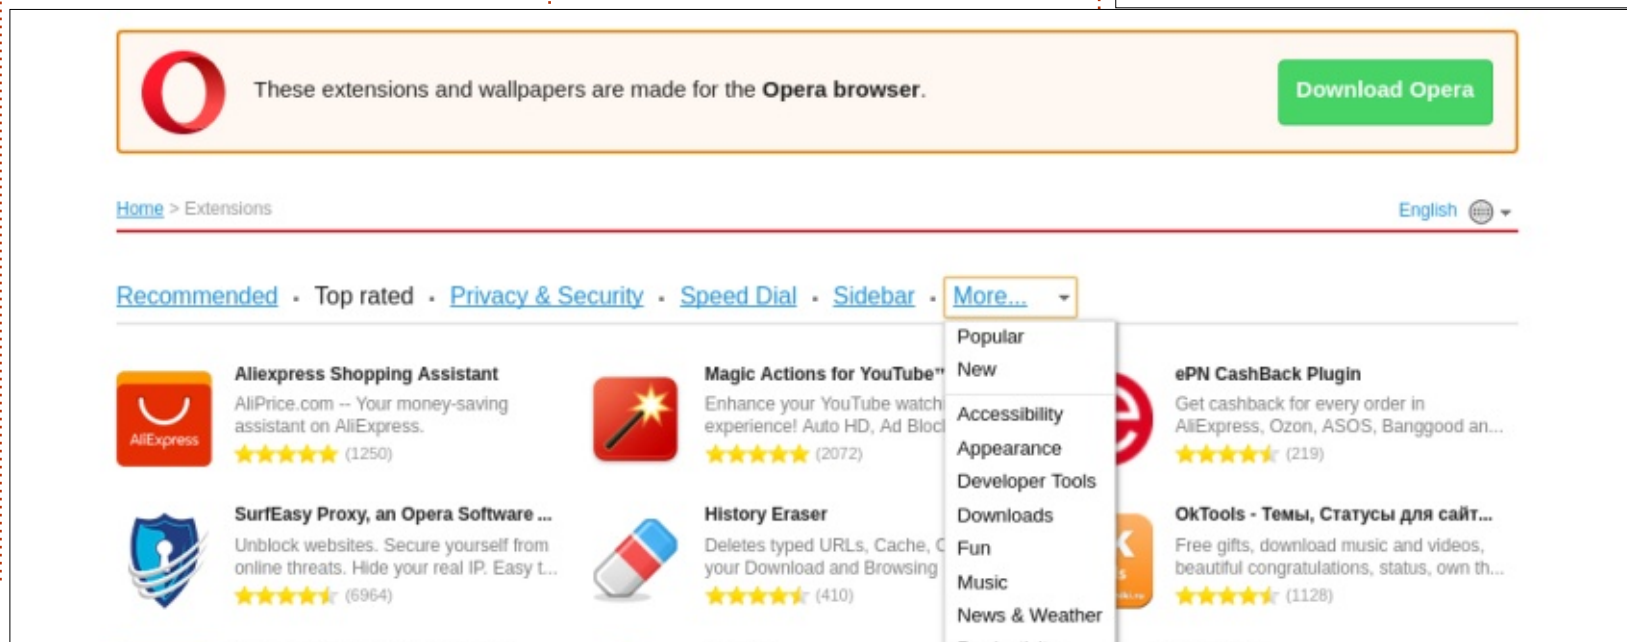 These extensions and wallpapers are made for the Opera browser.
Download Opera
Home > Extensions
English
Recommended · Top rated · Privacy & Security · Speed Dial · Sidebar · More...
Popular
New
Accessibility
Appearance
Developer Tools
Downloads
Fun
Music
News & Weather
AliExpress
Aliexpress Shopping Assistant
AliPrice.com -- Your money-saving
assistant on AliExpress.
(1250)
Magic Actions for YouTube™
Enhance your YouTube
experience! Auto HD, Ad
(2072)
ePN CashBack Plugin
Get cashback for every order in
AliExpress, Ozon, ASOS, Banggood an...
(219)
SurfEasy Proxy, an Opera Software ...
Unblock websites. Secure yourself from
online threats. Hide your real IP. Easy t...
(6964)
History Eraser
Deletes typed URLs, Cache,
your Download and Browsing
(410)
OkTools - Темы, Статусы для сайт...
Free gifts, download music and videos,
beautiful congratulations, status, own th...
(1128)